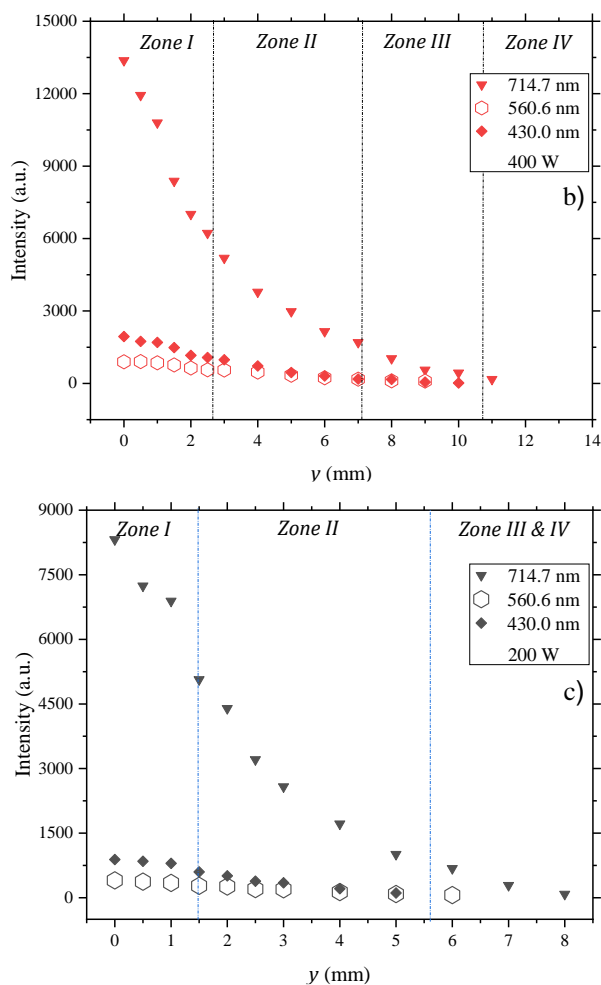 Zone I Zone II Zone III Zone IV
714.7 nm
560.6 nm
430.0 nm
400 W
b)
Intensity (a.u.)
15000
12000
9000
6000
3000
0
0 2 4 6 8 10 12 14
y (mm)
Zone I Zone II Zone III & IV
714.7 nm
560.6 nm
430.0 nm
200 W
c)
Intensity (a.u.)
9000
7500
6000
4500
3000
1500
0
0 1 2 3 4 5 6 7 8
y (mm)